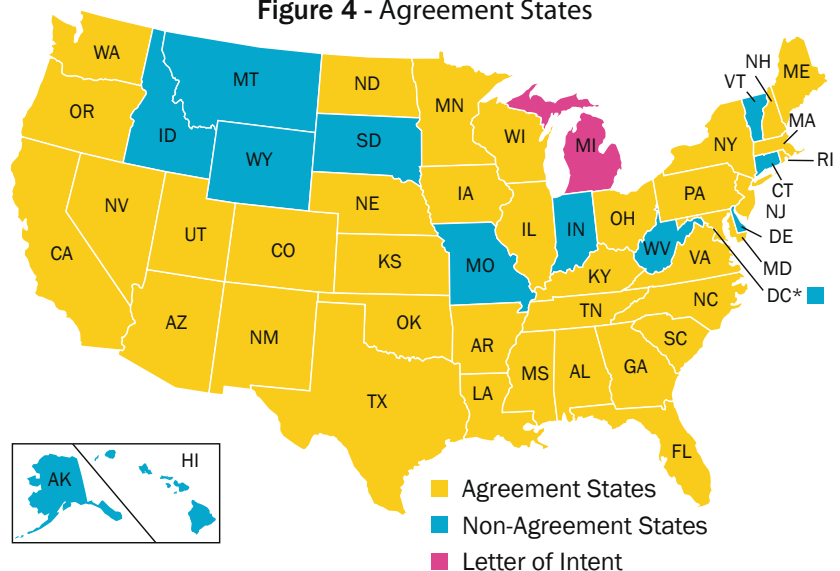 Figure 4 - Agreement States
WA
MT
ND
MN
NH
VT
ME
OR
ID
SD
WI
MI
NY
MA
WY
RI
NV
NE
IA
PA
CT
NJ
UT
CO
IL
IN
OH
DE
CA
KS
MO
WV
VA
MD
KY
DC*
AZ
NM
OK
TN
NC
AR
SC
TX
LA
MS
AL
GA
FL
AK
HI
Agreement States
Non-Agreement States
Letter of Intent